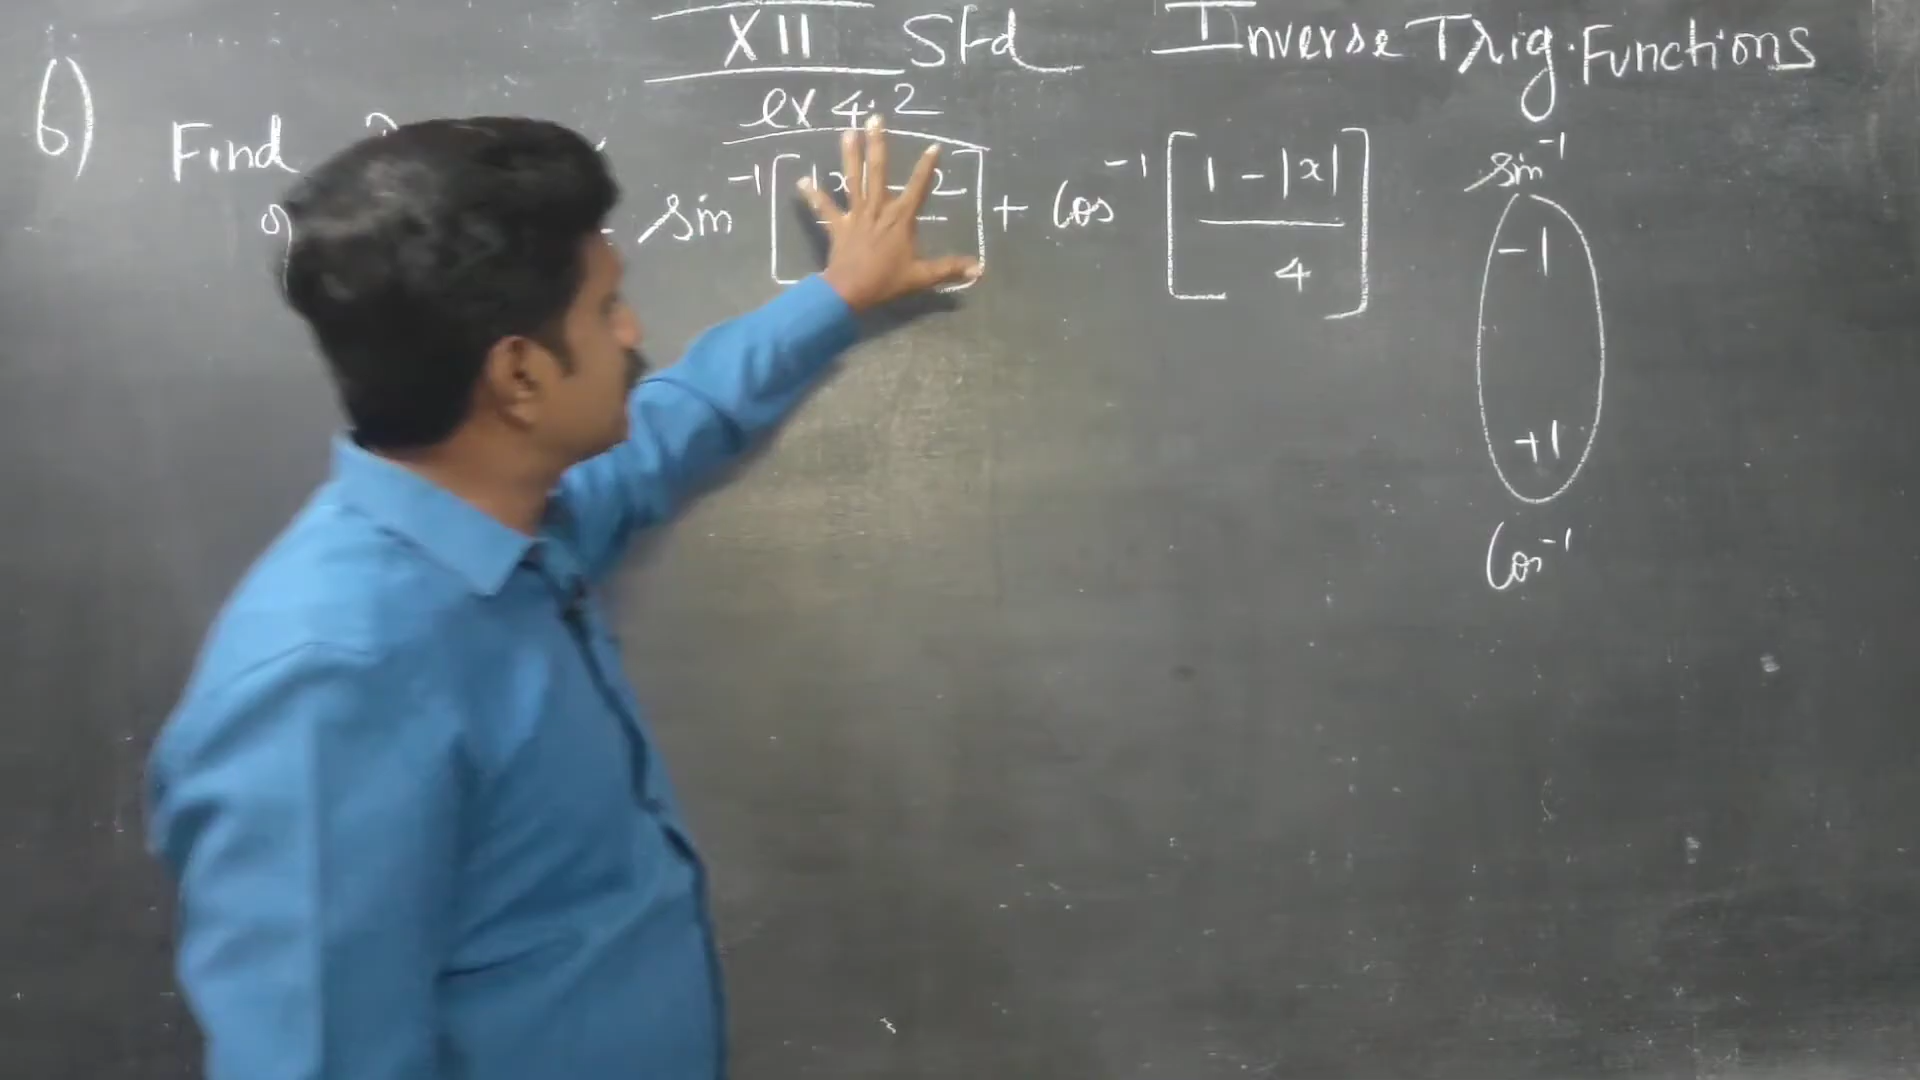 XII Std Inverse Trig. Functions
ex 4.2
6) Find
sin⁻¹ [|x| - 2] + cos⁻¹ [1 - |x| / 4]
sin⁻¹
-1
+1
cos⁻¹